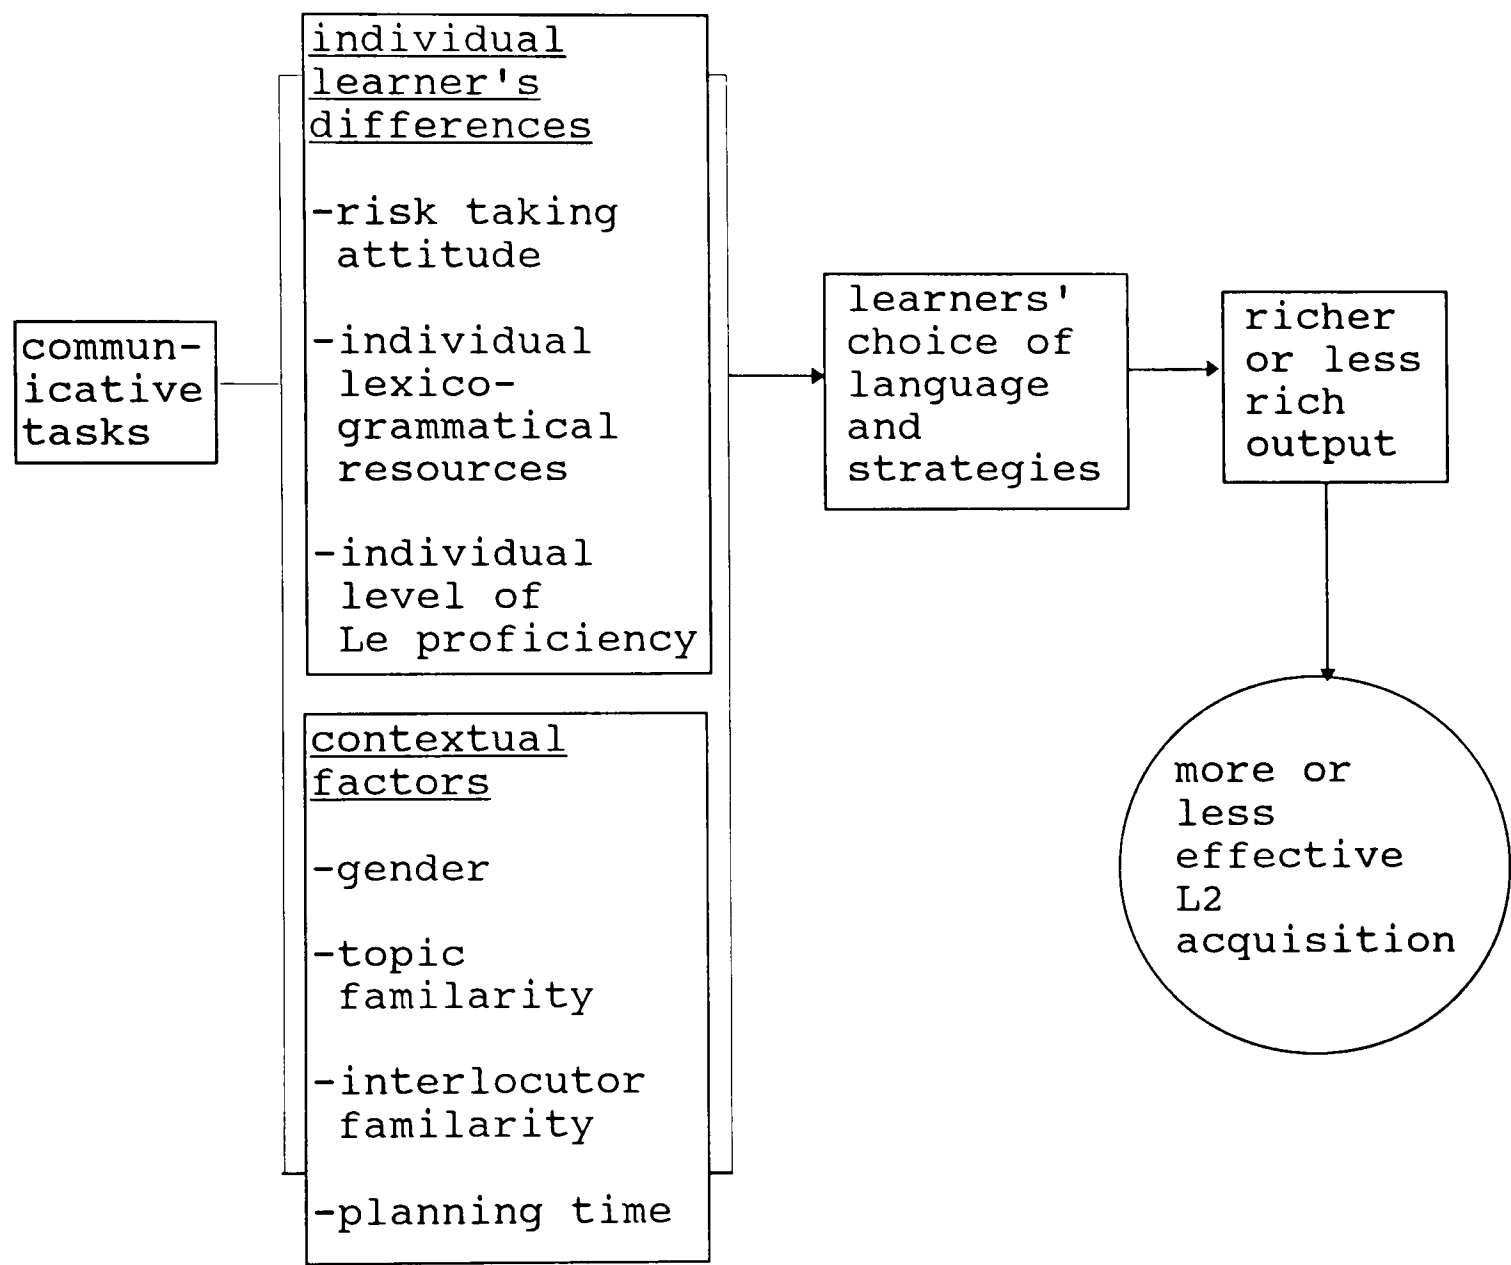 commun-
icative
tasks
individual
learner's
differences
-risk taking
attitude
-individual
lexico-
grammatical
resources
-individual
level of
Le proficiency
contextual
factors
-gender
-topic
familarity
-interlocutor
familarity
-planning time
learners'
choice of
language
and
strategies
richer
or less
rich
output
more or
less
effective
L2
acquisition